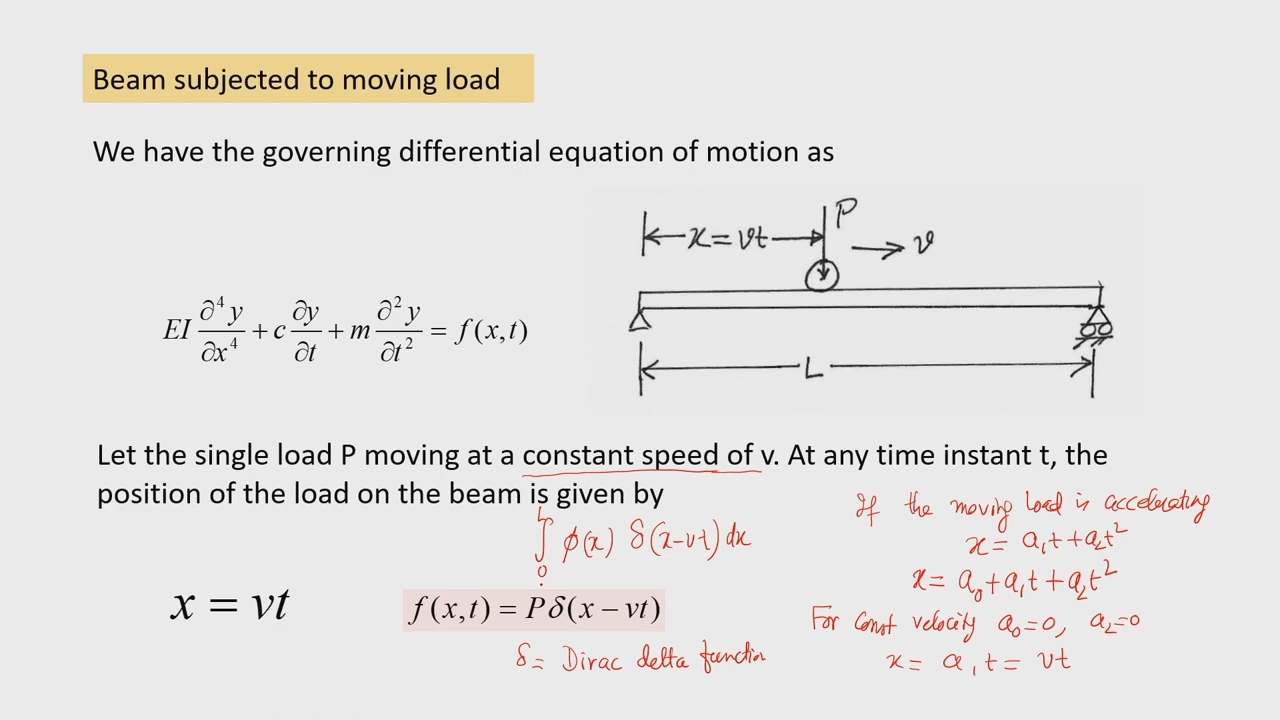 Beam subjected to moving load
We have the governing differential equation of motion as
x = vt
P
v
EI ∂⁴y/∂x⁴ + c ∂y/∂t + m ∂²y/∂t² = f(x,t)
L
Let the single load P moving at a constant speed of v. At any time instant t, the
position of the load on the beam is given by
If the moving load is accelerating
x = a₁t + a₂t²
∫₀ᴸ ϕ(x) δ(x-vt) dx
x = a₀ + a₁t + a₂t²
x = vt
f(x,t) = Pδ(x − vt)
For const velocity a₀=0, a₂=0
δ = Dirac delta function
x = a₁t = vt